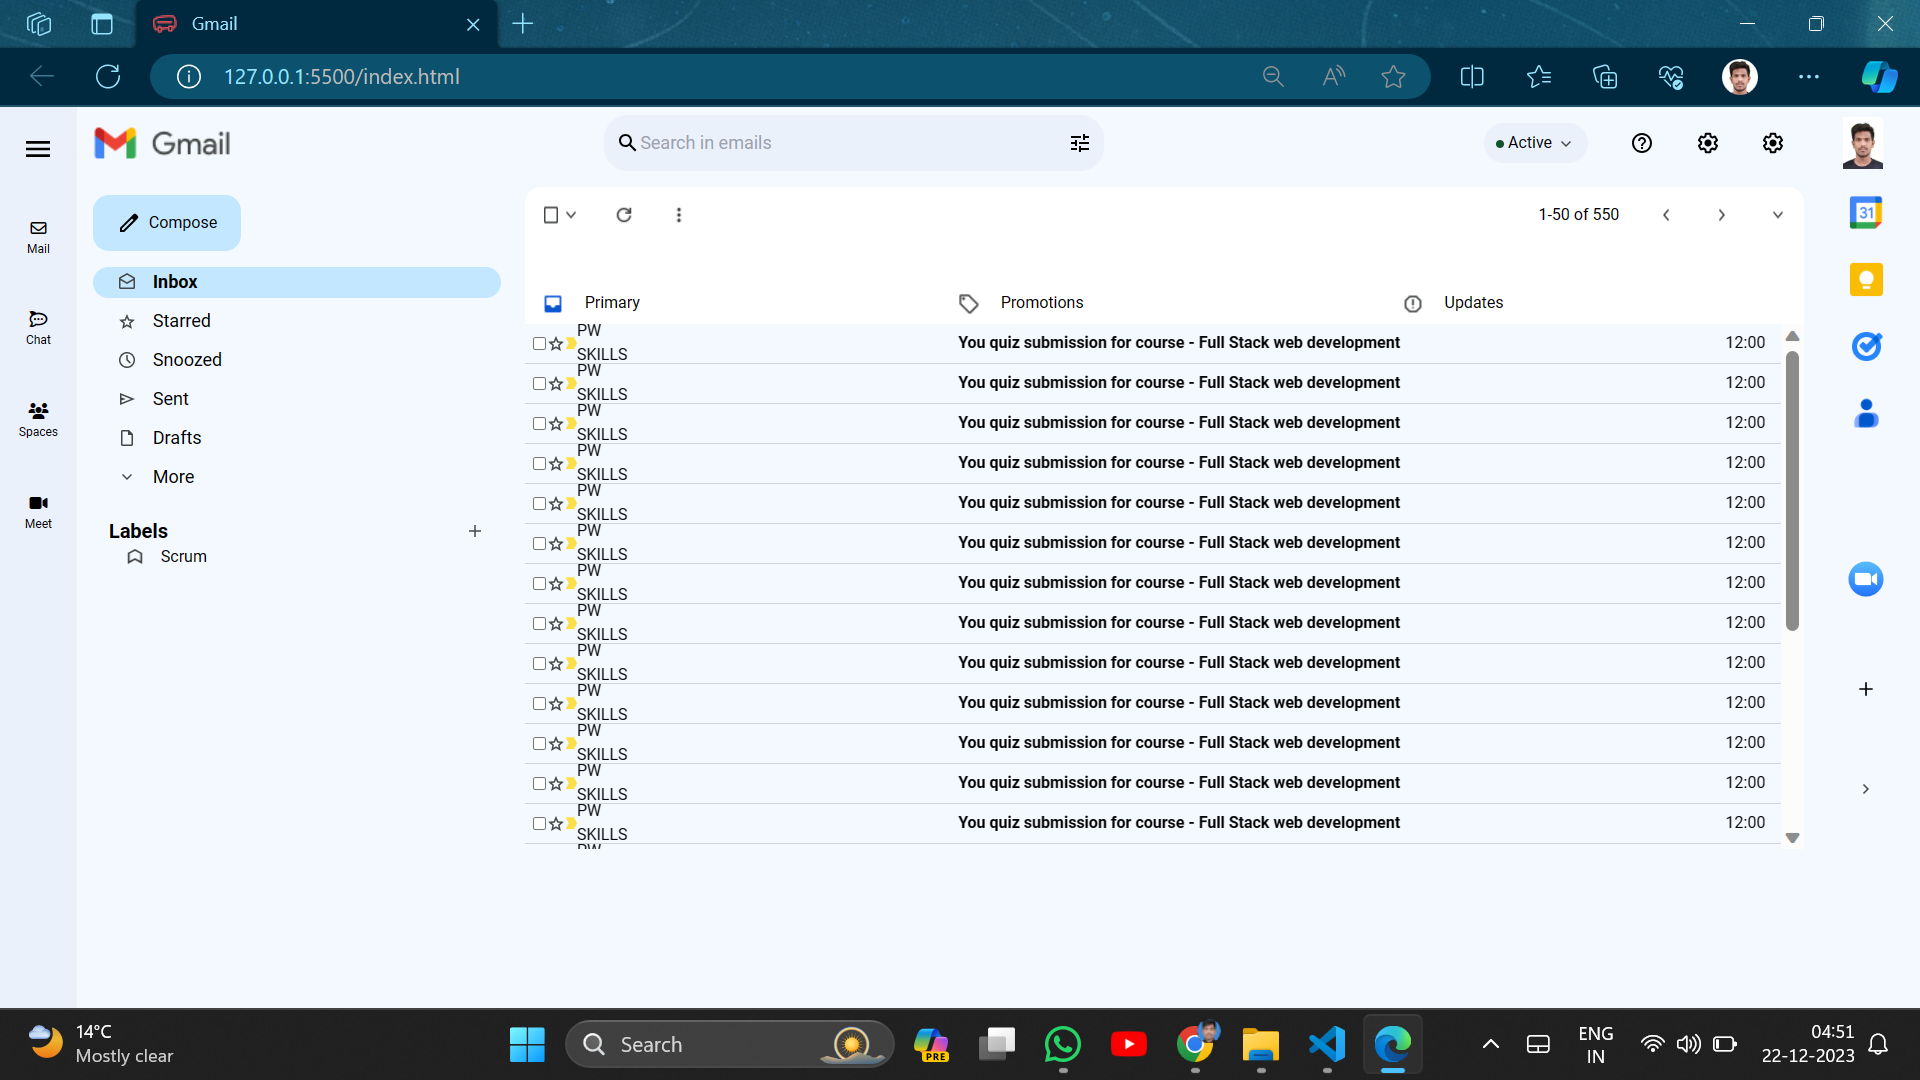 Gmail
127.0.0.1:5500/index.html
Gmail
Search in emails
Active
Compose
Mail
Inbox
Starred
Chat
Snoozed
Sent
Spaces
Drafts
More
Meet
Labels
Scrum
1-50 of 550
31
Primary Promotions Updates
PW
SKILLS You quiz submission for course - Full Stack web development 12:00
PW
SKILLS You quiz submission for course - Full Stack web development 12:00
PW
SKILLS You quiz submission for course - Full Stack web development 12:00
PW
SKILLS You quiz submission for course - Full Stack web development 12:00
PW
SKILLS You quiz submission for course - Full Stack web development 12:00
PW
SKILLS You quiz submission for course - Full Stack web development 12:00
PW
SKILLS You quiz submission for course - Full Stack web development 12:00
PW
SKILLS You quiz submission for course - Full Stack web development 12:00
PW
SKILLS You quiz submission for course - Full Stack web development 12:00
PW
SKILLS You quiz submission for course - Full Stack web development 12:00
PW
SKILLS You quiz submission for course - Full Stack web development 12:00
PW
SKILLS You quiz submission for course - Full Stack web development 12:00
PW
SKILLS You quiz submission for course - Full Stack web development 12:00
PW
14°C
Mostly clear
Search
PRE
ENG
IN
04:51
22-12-2023